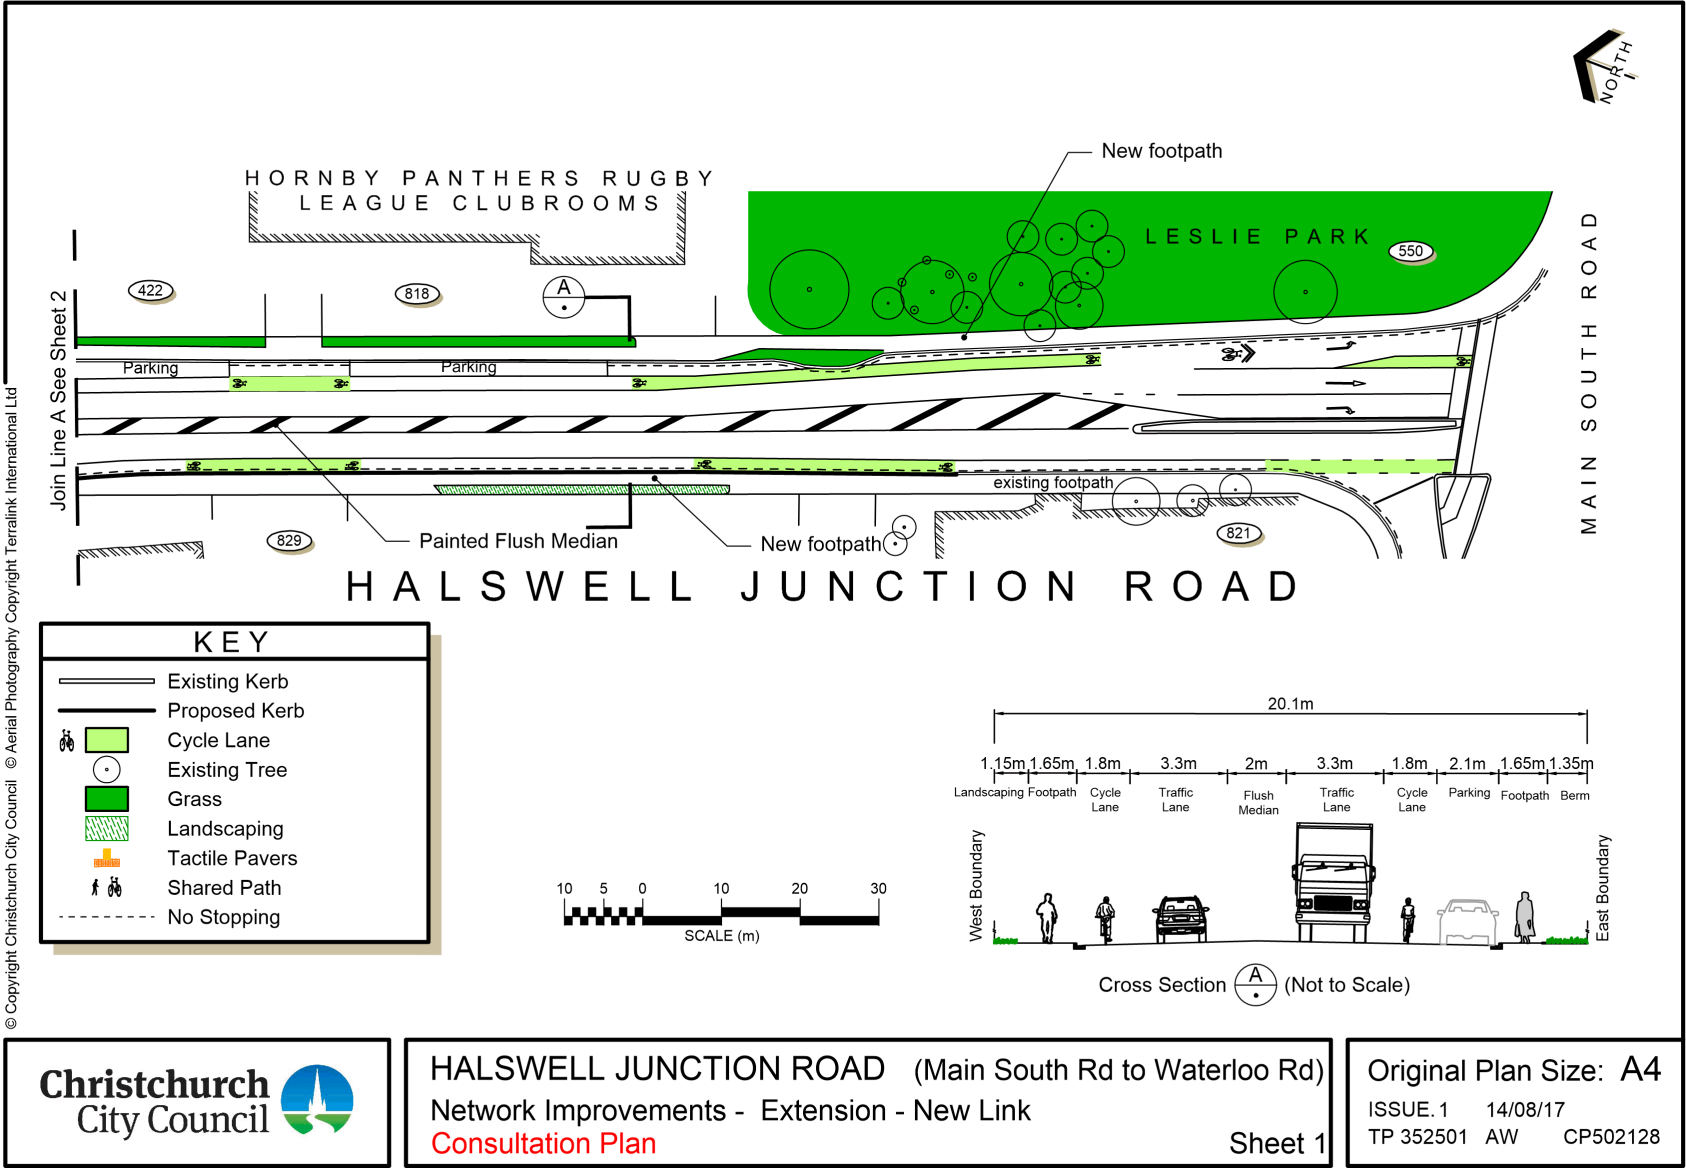 NORTH
New footpath
HORNBY PANTHERS RUGBY
LEAGUE CLUBROOMS
LESLIE PARK
550
MAIN SOUTH ROAD
422
818
A
Join Line A See Sheet 2
Parking
Parking
existing footpath
829
Painted Flush Median
New footpath
821
HALSWELL JUNCTION ROAD
© Copyright Christchurch City Council © Aerial Photography Copyright Terralink International Ltd
KEY
Existing Kerb
Proposed Kerb
Cycle Lane
Existing Tree
Grass
Landscaping
Tactile Pavers
Shared Path
No Stopping
10 5 0 10 20 30
SCALE (m)
20.1m
1.15m 1.65m 1.8m 3.3m 2m 3.3m 1.8m 2.1m 1.65m 1.35m
Landscaping Footpath Cycle Lane Traffic Lane Flush Median Traffic Lane Cycle Lane Parking Footpath Berm
West Boundary
East Boundary
Cross Section A (Not to Scale)
Christchurch
City Council
HALSWELL JUNCTION ROAD (Main South Rd to Waterloo Rd)
Network Improvements - Extension - New Link
Consultation Plan
Sheet 1
Original Plan Size: A4
ISSUE. 1 14/08/17
TP 352501 AW CP502128